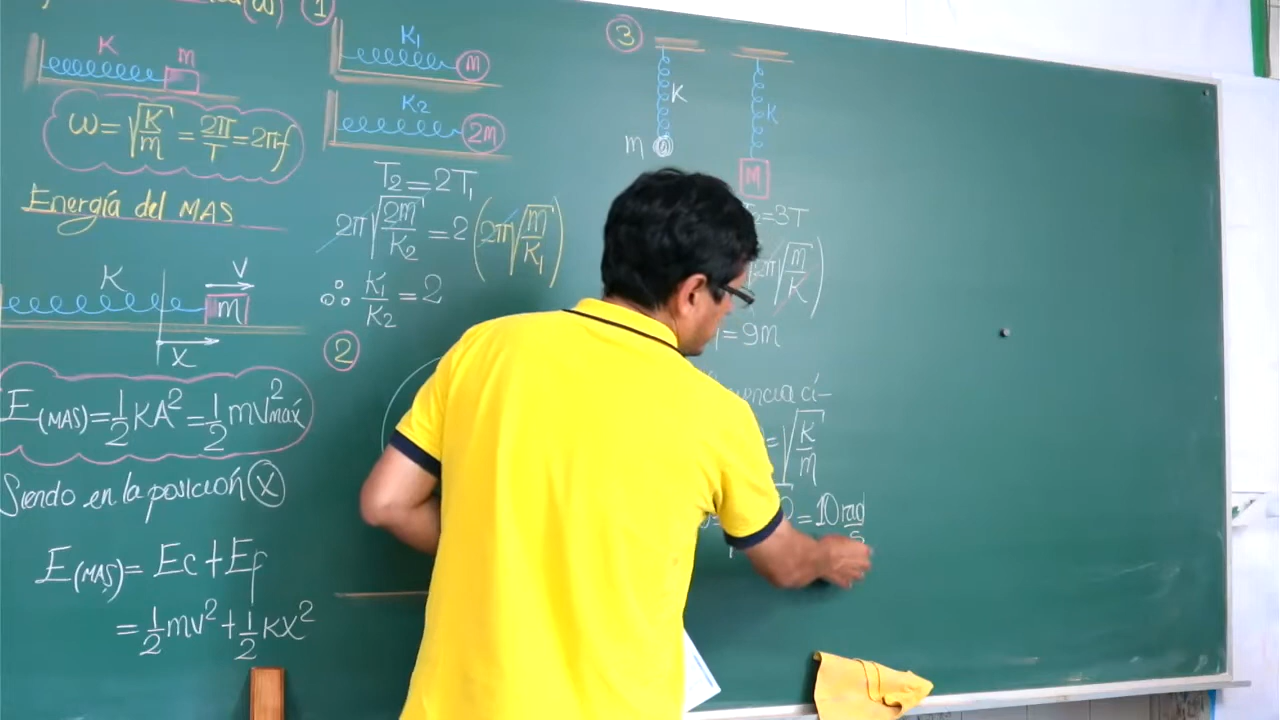 (ω)
K
m
ω = √K/m = 2π/T = 2πf
Energía del MAS
K
V
m
X
E(MAS) = 1/2 KA² = 1/2 mv²máx
Siendo en la posición (X)
E(MAS) = Ec + Ep
= 1/2 mv² + 1/2 KX²
1
K1
m
K2
2m
T2 = 2T1
2π √2m/K2 = 2 (2π √m/K1)
∴ K1/K2 = 2
2
3
K
m
K
M
=3T
2π √m/K)
= 9m
cí-
= √K/m
= 10 rad/s